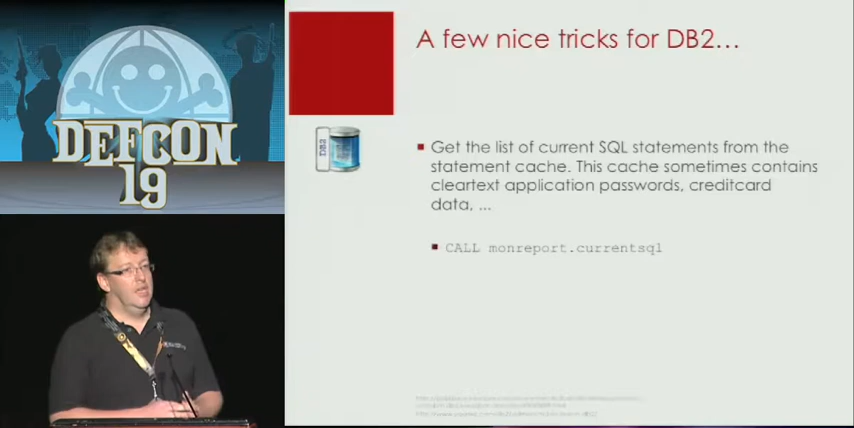 DEFCON
19
A few nice tricks for DB2...
DB2
■ Get the list of current SQL statements from the
statement cache. This cache sometimes contains
cleartext application passwords, creditcard
data, ...
■ CALL monreport.currentsql